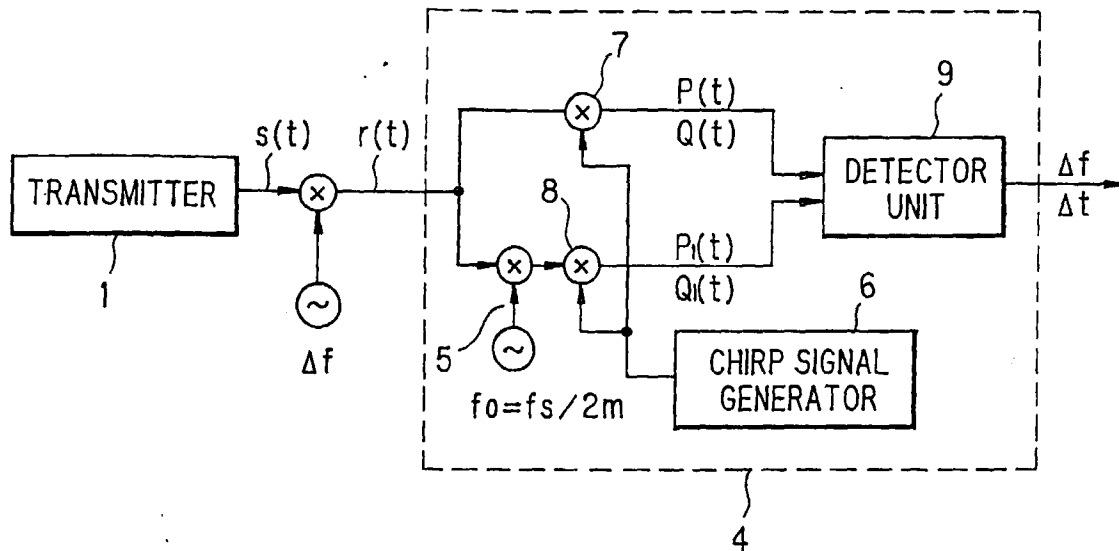 7
P(t)
Q(t)
9
s(t)
r(t)
TRANSMITTER
DETECTOR
UNIT
Δf
Δt
8
1
P₁(t)
Q₁(t)
5
6
Δf
fo=fs/2m
CHIRP SIGNAL
GENERATOR
4